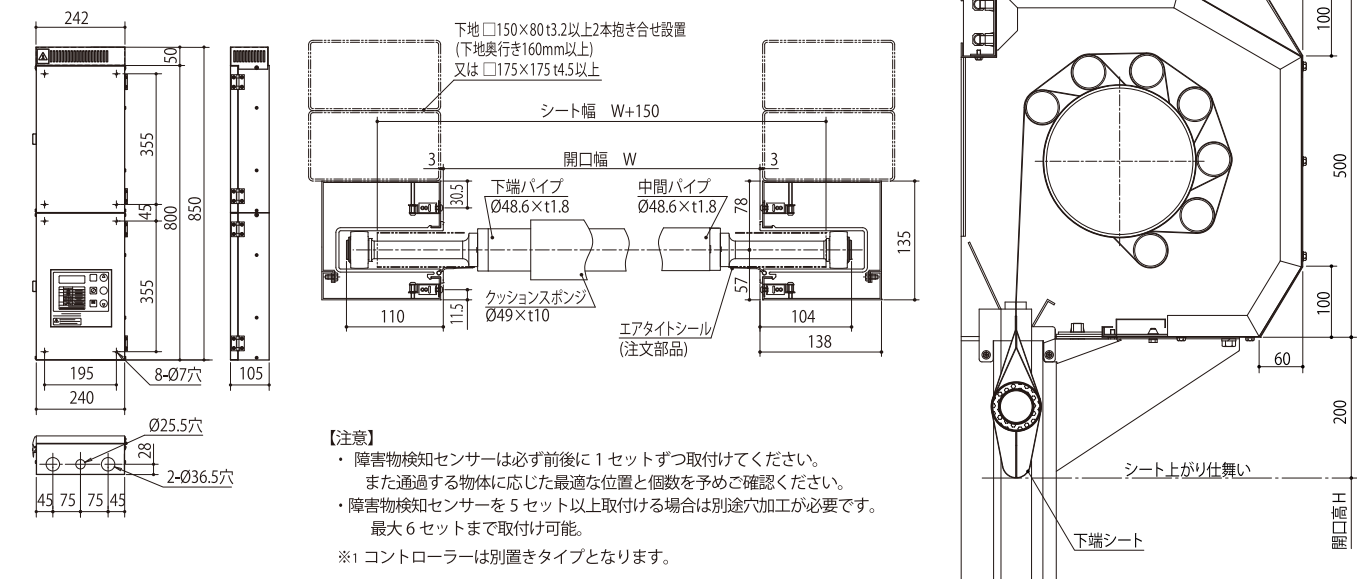 242
50
355
45
800
850
355
195
240
8-Ø7穴
105
Ø25.5穴
28
2-Ø36.5穴
45
75
75
45
下地 □150×80 t3.2以上2本抱き合せ設置
(下地奥行き160mm以上)
又は □175×175 t4.5以上
シート幅 W+150
3
開口幅 W
3
30.5
下端パイプ
Ø48.6×t1.8
中間パイプ
Ø48.6×t1.8
78
135
57
11.5
クッションスポンジ
Ø49×t10
エアタイトシール
(注文部品)
110
104
138
【注意】
・ 障害物検知センサーは必ず前後に 1 セットずつ取付けてください。
また通過する物体に応じた最適な位置と個数を予めご確認ください。
・障害物検知センサーを 5 セット以上取付ける場合は別途穴加工が必要です。
最大 6 セットまで取付け可能。
※1 コントローラーは別置きタイプとなります。
100
500
100
60
200
シート上がり仕舞い
開口高H
下端シート